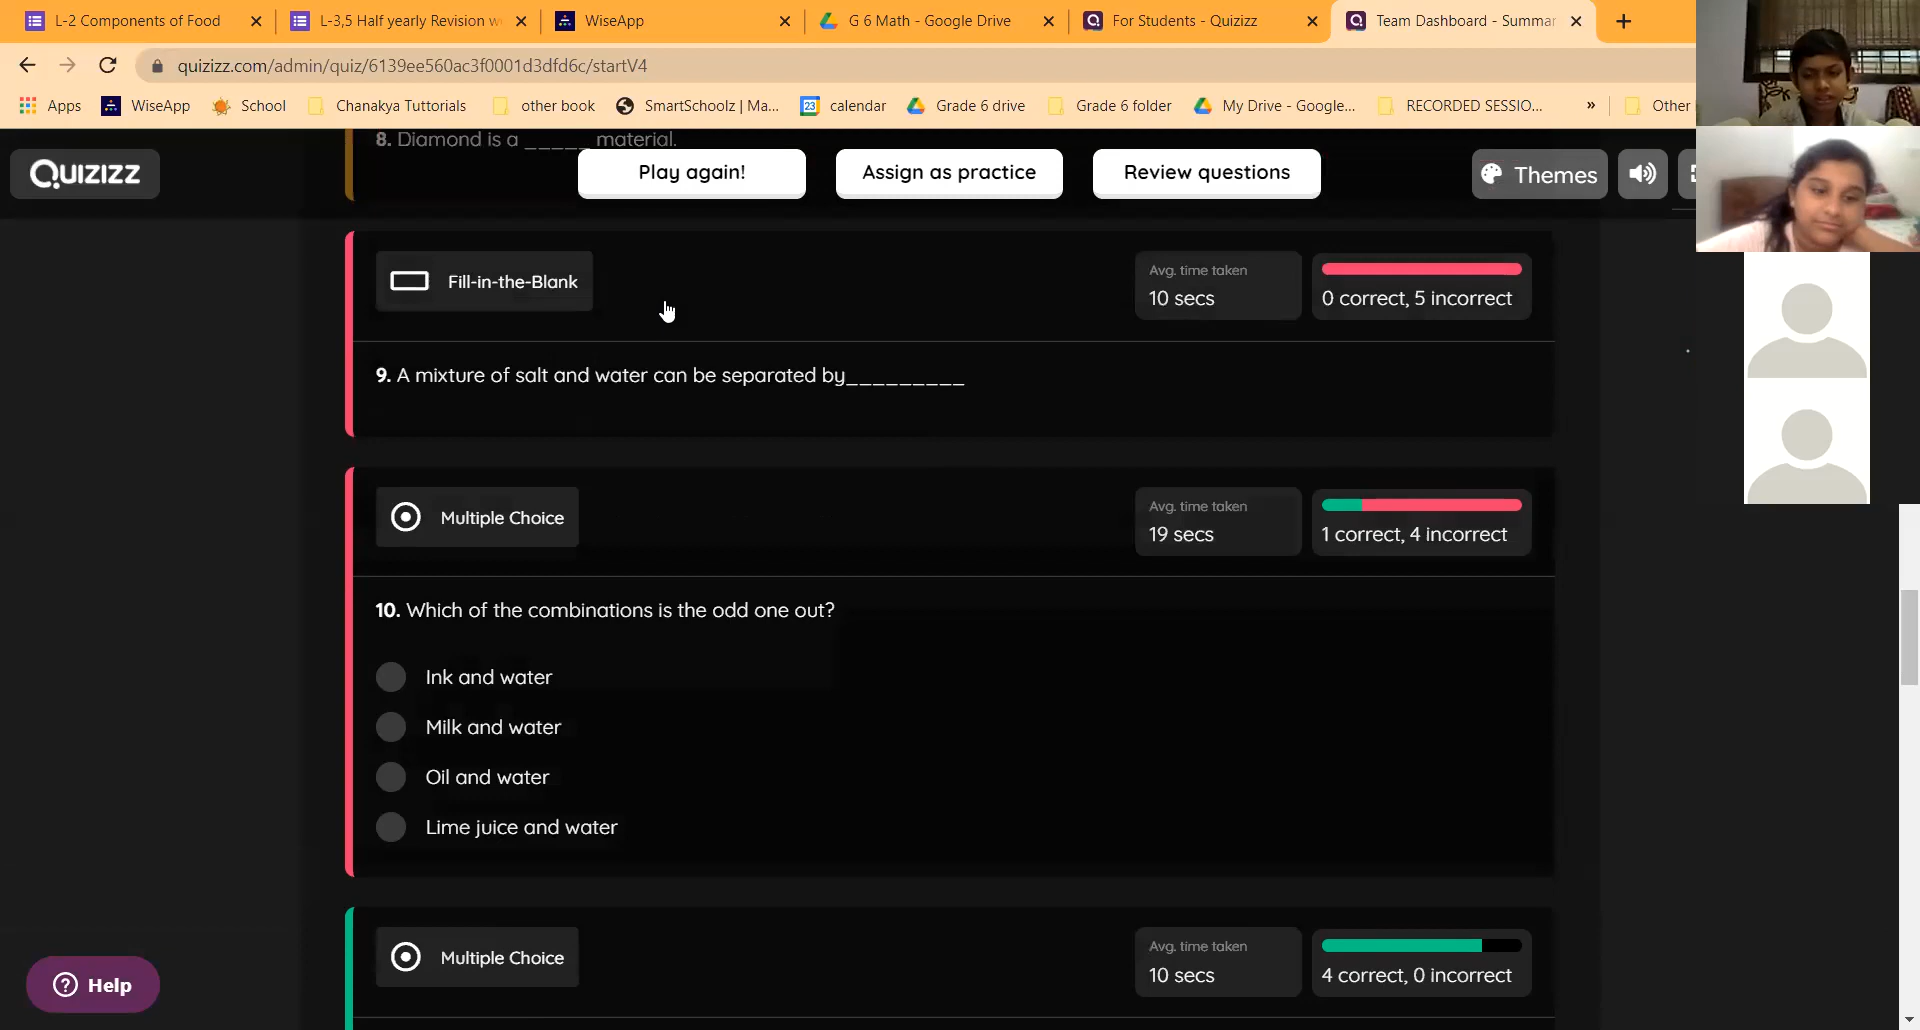 L-2 Components of Food
L-3,5 Half yearly Revision w
WiseApp
G 6 Math - Google Drive
For Students - Quizizz
Team Dashboard - Summar
quizizz.com/admin/quiz/6139ee560ac3f0001d3dfd6c/startV4
Apps
WiseApp
School
Chanakya Tuttorials
other book
SmartSchoolz | Ma...
23
calendar
Grade 6 drive
Grade 6 folder
My Drive - Google...
RECORDED SESSIO...
»
Other
8. Diamond is a _____ material.
Quizizz
Play again!
Assign as practice
Review questions
Themes
Fill-in-the-Blank
Avg. time taken
10 secs
0 correct, 5 incorrect
9. A mixture of salt and water can be separated by_________
Multiple Choice
Avg. time taken
19 secs
1 correct, 4 incorrect
10. Which of the combinations is the odd one out?
Ink and water
Milk and water
Oil and water
Lime juice and water
Multiple Choice
Avg. time taken
10 secs
4 correct, 0 incorrect
? Help